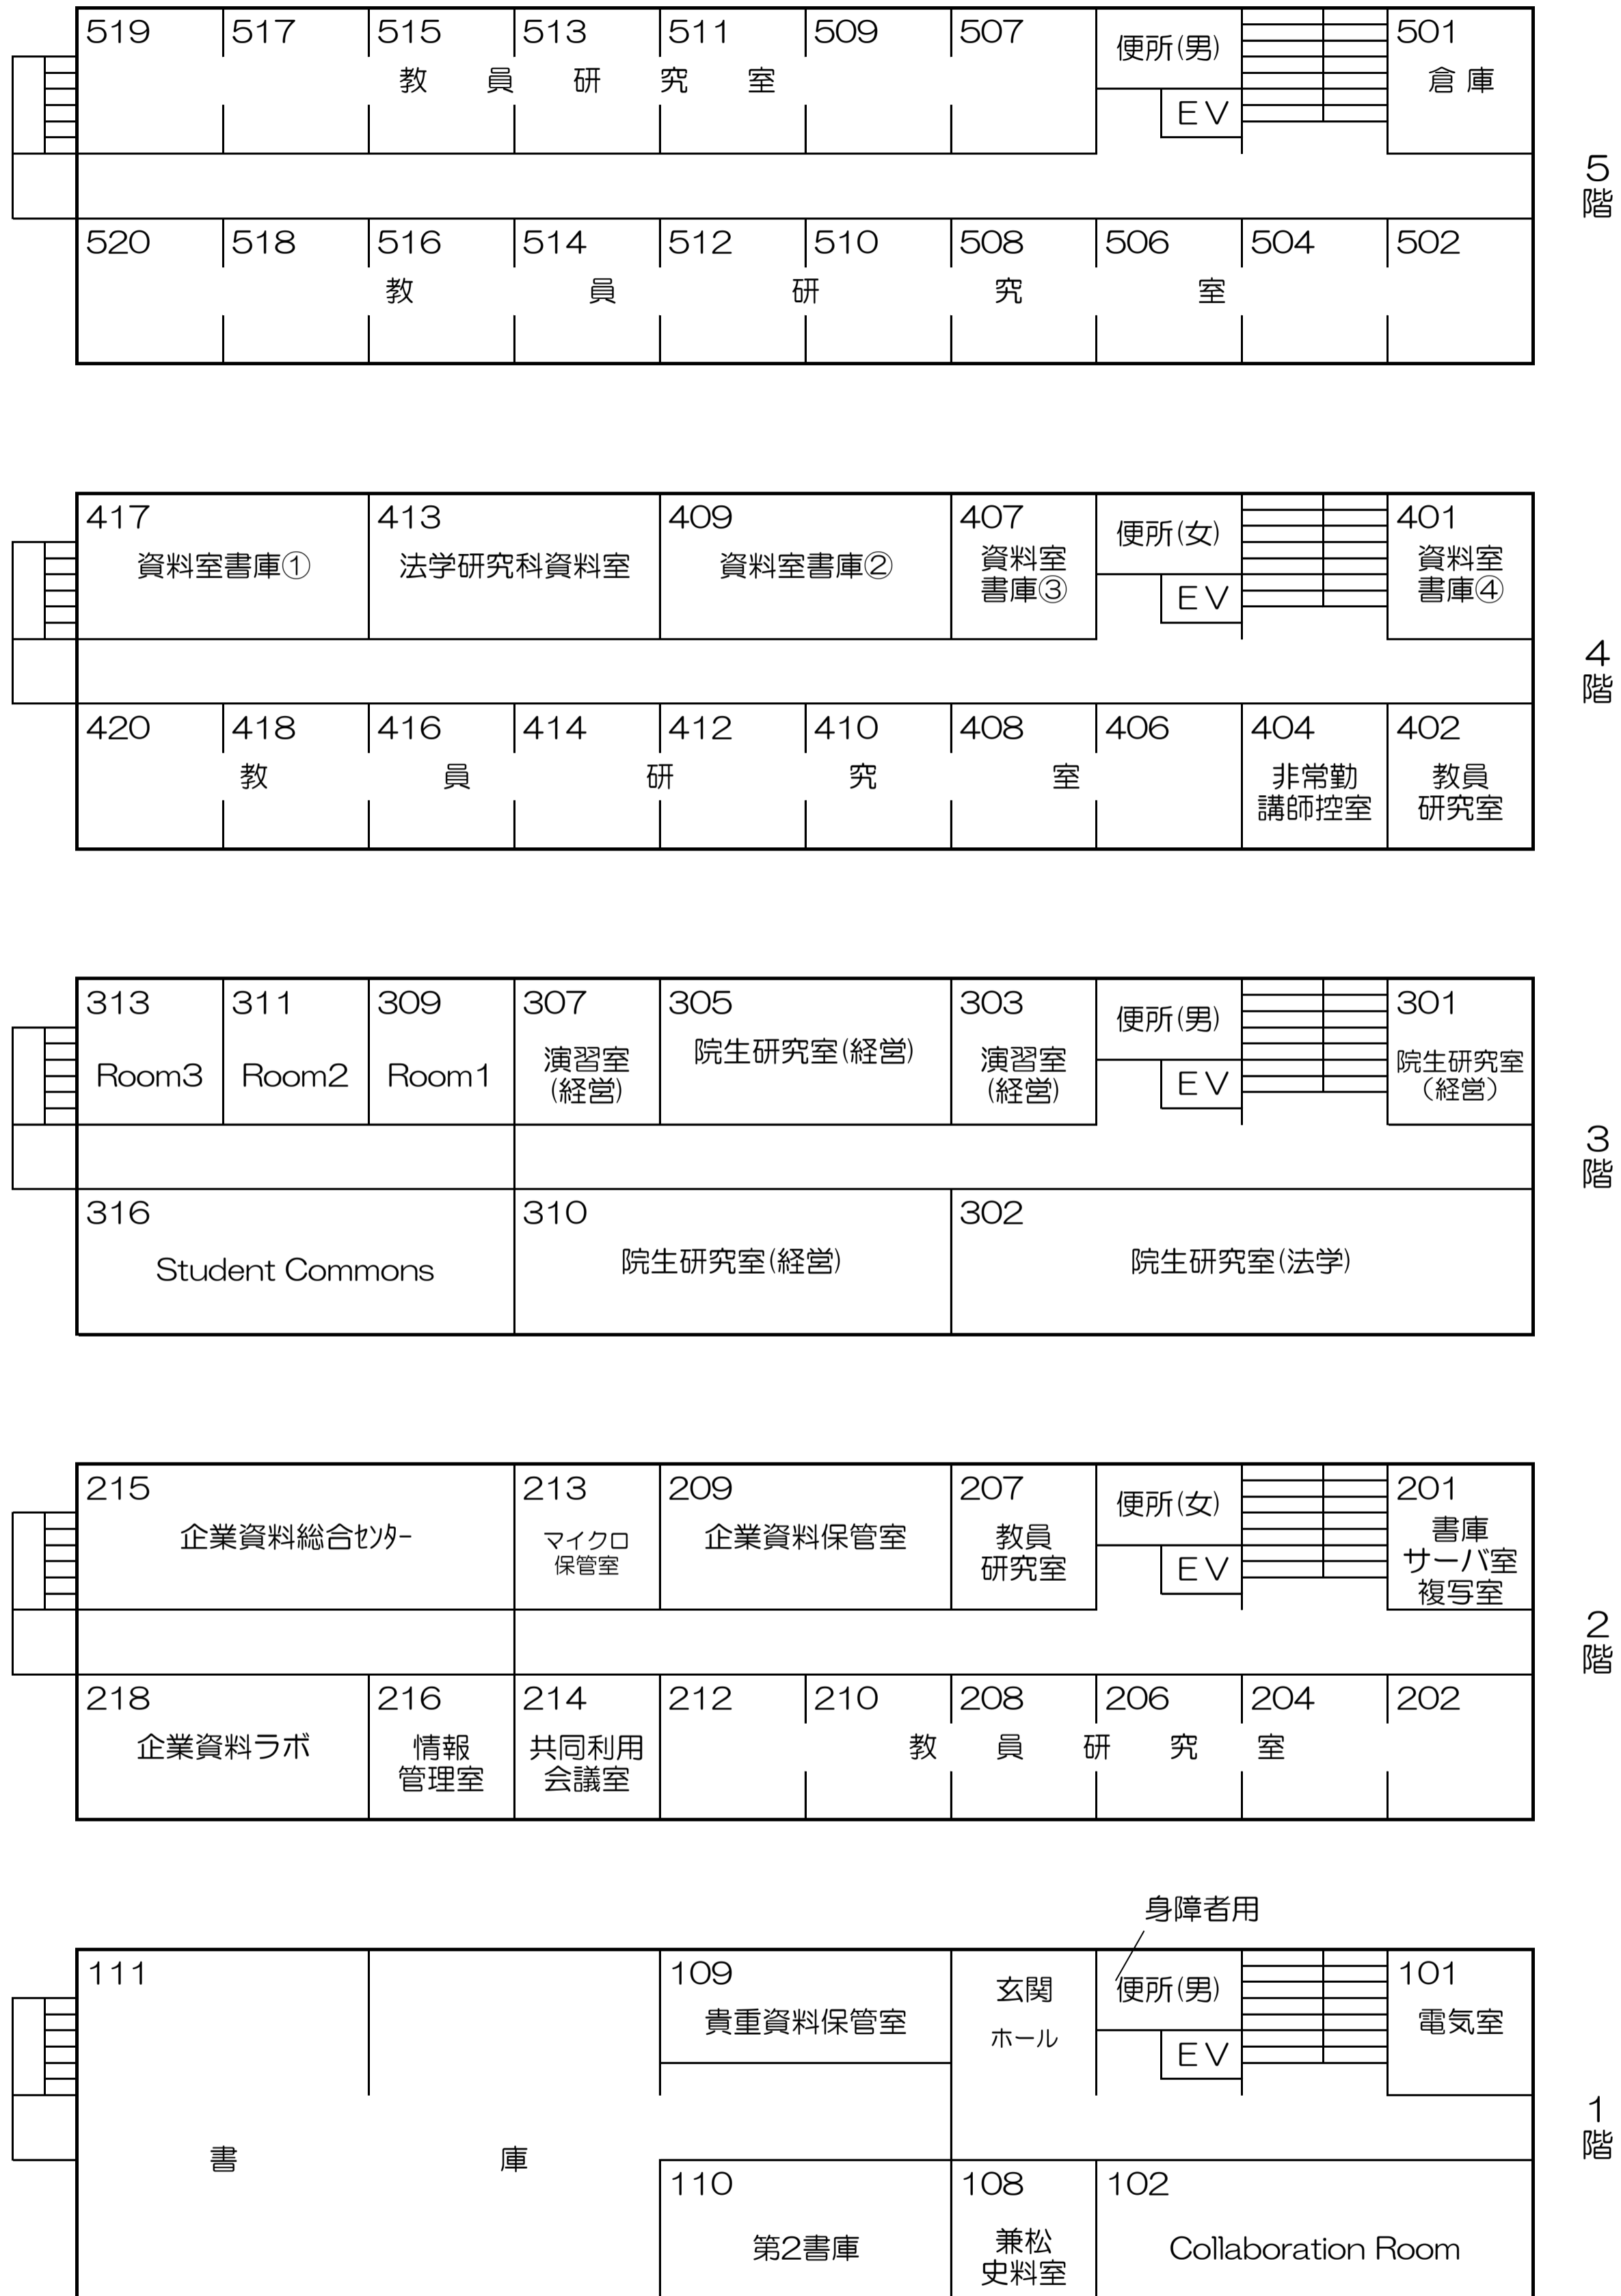 519 517 515 513 511 509 507 便所(男) 501
教員研究室 倉庫
EV
5階
520 518 516 514 512 510 508 506 504 502
教員研究室
417 413 409 407 便所(女) 401
資料室書庫① 法学研究科資料室 資料室書庫② 資料室 資料室
書庫③ EV 書庫④
4階
420 418 416 414 412 410 408 406 404 402
教員研究室 非常勤 教員
講師控室 研究室
313 311 309 307 305 303 便所(男) 301
Room3 Room2 Room1 演習室 院生研究室(経営) 演習室 院生研究室
(経営) (経営) EV (経営)
3階
316 310 302
Student Commons 院生研究室(経営) 院生研究室(法学)
215 213 209 207 便所(女) 201
企業資料総合ｾﾝﾀｰ マイクロ 企業資料保管室 教員 書庫
保管室 研究室 EV サーバ室
複写室
2階
218 216 214 212 210 208 206 204 202
企業資料ラボ 情報 共同利用 教員研究室
管理室 会議室
身障者用
111 109 玄関 便所(男) 101
貴重資料保管室 ホール EV 電気室
1階
書庫
110 108 102
第2書庫 兼松 Collaboration Room
史料室